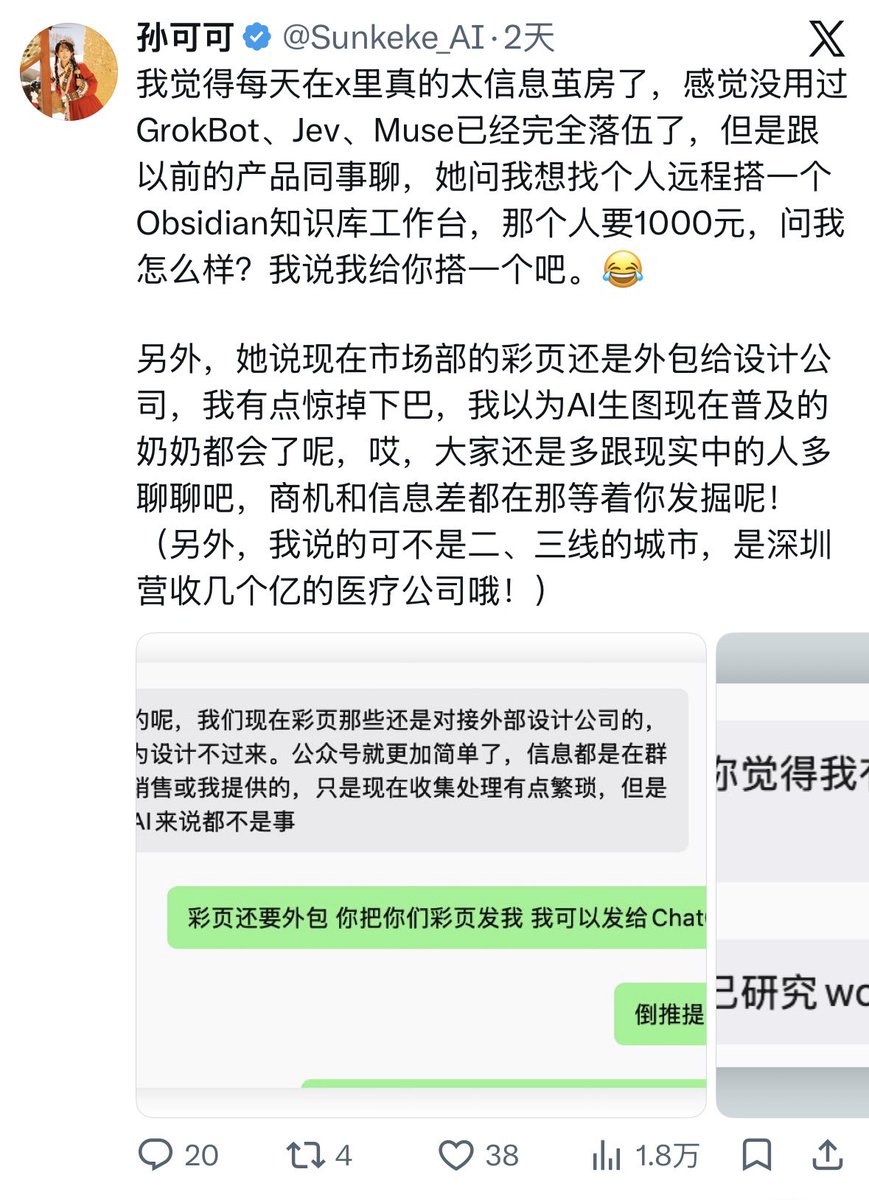 孙可可 @Sunkeke_AI·2天
我觉得每天在x里真的太信息茧房了，感觉没用过
GrokBot、Jev、Muse已经完全落伍了，但是跟
以前的产品同事聊，她问我想找个人远程搭一个
Obsidian知识库工作台，那个人要1000元，问我
怎么样？我说我给你搭一个吧。😂
另外，她说现在市场部的彩页还是外包给设计公
司，我有点惊掉下巴，我以为AI生图现在普及的
奶奶都会了呢，哎，大家还是多跟现实中的人多
聊聊吧，商机和信息差都在那等着你发掘呢！
（另外，我说的可不是二、三线的城市，是深圳
营收几个亿的医疗公司哦！）
的呢，我们现在彩页那些还是对接外部设计公司的，
为设计不过来。公众号就更加简单了，信息都是在群
销售或我提供的，只是现在收集处理有点繁琐，但是
AI来说都不是事
彩页还要外包 你把你们彩页发我 我可以发给Chat
倒推提
你觉得我
己研究 wo
20 4 38 1.8万